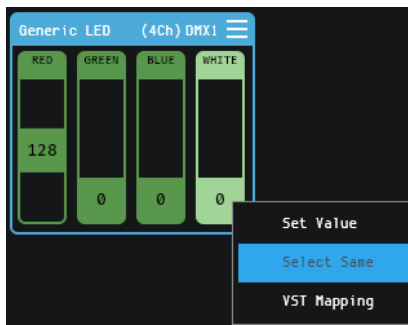 Generic LED (4Ch) DMX1
RED GREEN BLUE WHITE
128
0 0 0
Set Value
Select Same
VST Mapping